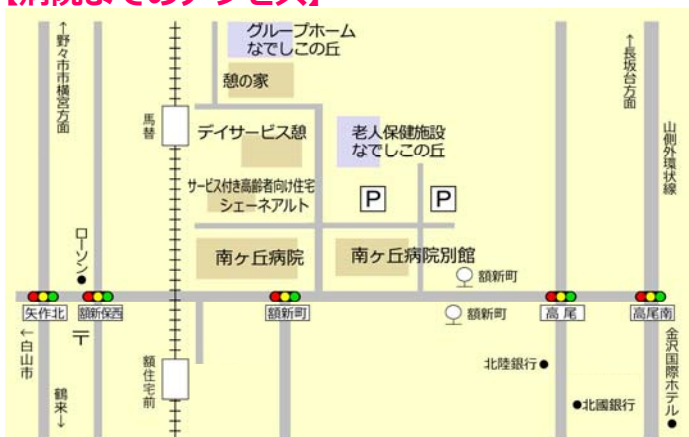 【病院までのアクセス】
↑野々市市横宮方面
グループホーム
なでしこの丘
憩の家
↑長坂台方面
馬替
デイサービス憩
老人保健施設
なでしこの丘
山側外環状線
サービス付き高齢者向け住宅
シェーネアルト
P
P
ローソン
南ヶ丘病院
南ヶ丘病院別館
額新町
矢作北
額新保西
額新町
額新町
高尾
高尾南
←白山市
〒
鶴来→
額住宅前
北陸銀行
北國銀行
金沢国際ホテル